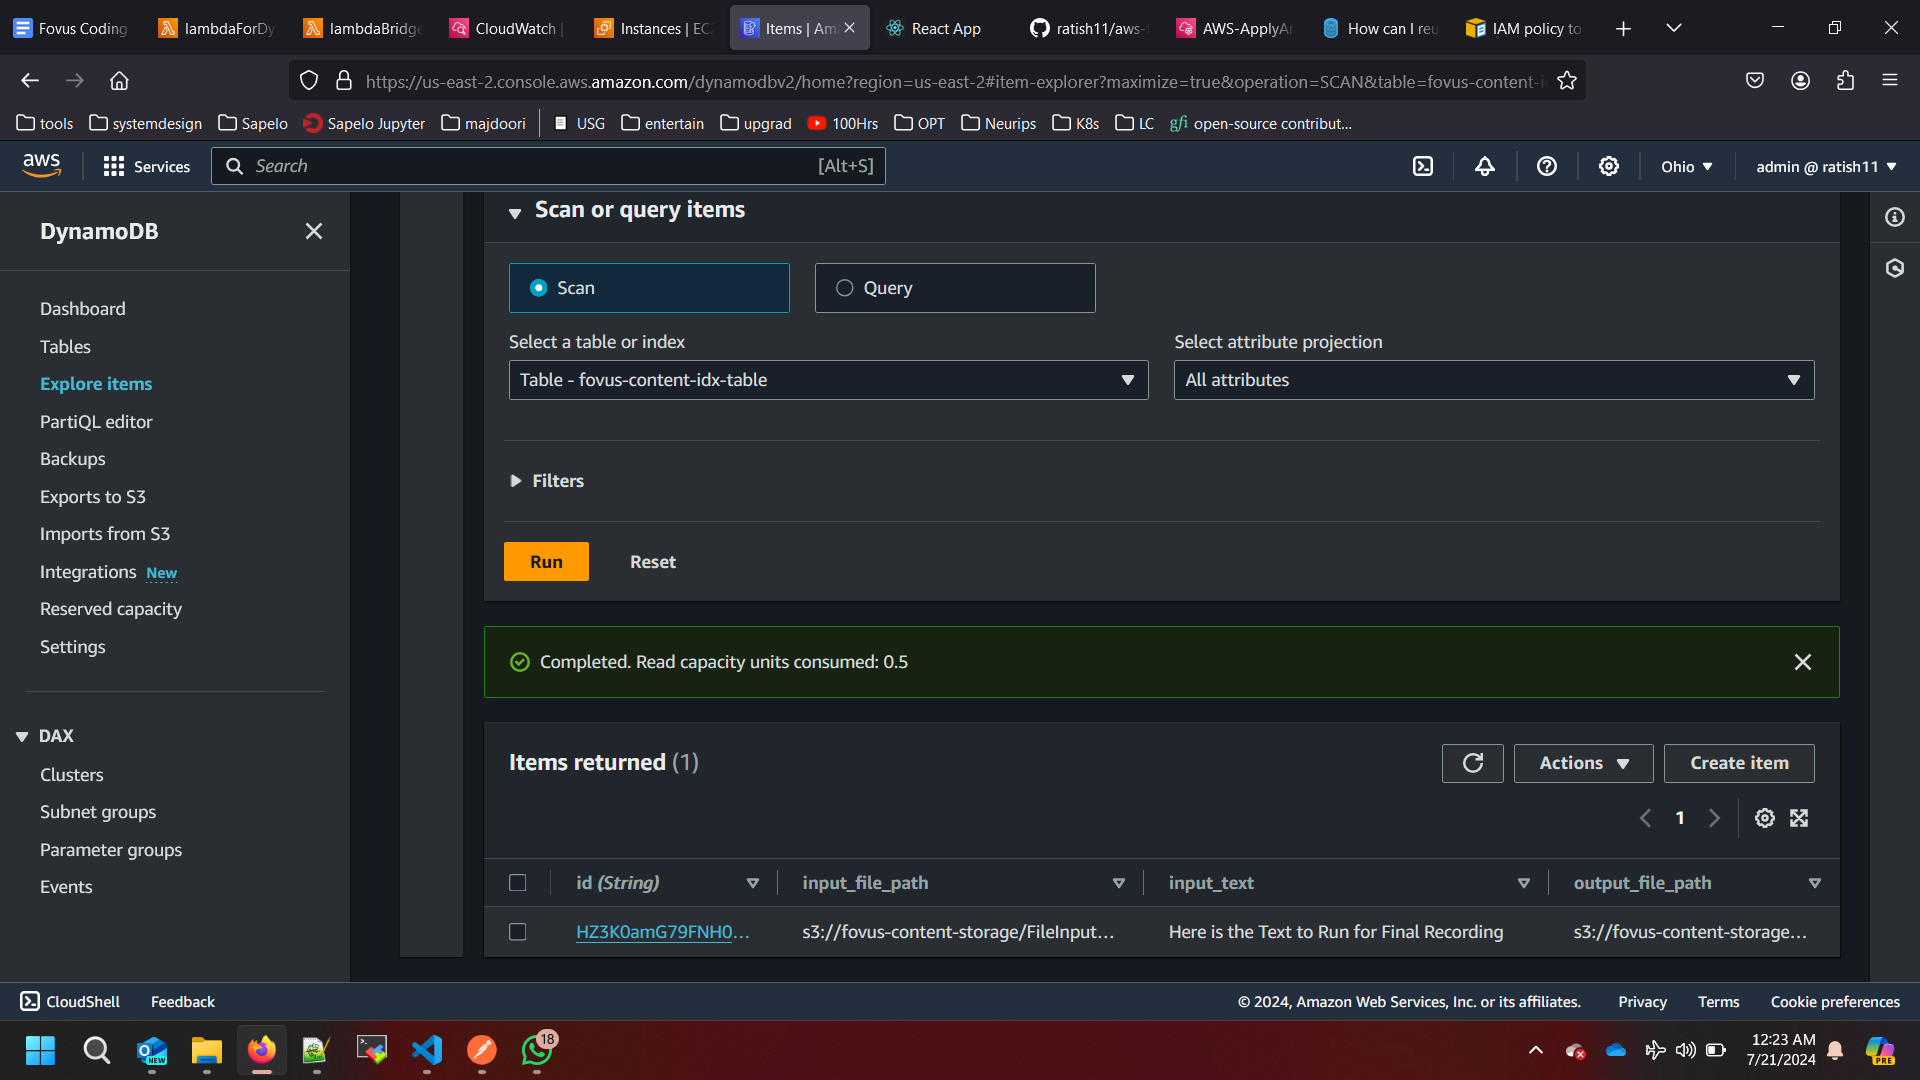 Fovus Coding
lambdaForDy
lambdaBridge
CloudWatch |
Instances | EC2
Items | Am
React App
ratish11/aws-
AWS-ApplyAn
How can I reu
IAM policy to
https://us-east-2.console.aws.amazon.com/dynamodbv2/home?region=us-east-2#item-explorer?maximize=true&operation=SCAN&table=fovus-content-i
tools
systemdesign
Sapelo
Sapelo Jupyter
majdoori
USG
entertain
upgrad
100Hrs
OPT
Neurips
K8s
LC
gfi open-source contribut...
aws
Services
Search
[Alt+S]
Ohio
admin @ ratish11
DynamoDB
Dashboard
Tables
Explore items
PartiQL editor
Backups
Exports to S3
Imports from S3
Integrations New
Reserved capacity
Settings
DAX
Clusters
Subnet groups
Parameter groups
Events
Scan or query items
Scan
Query
Select a table or index
Select attribute projection
Table - fovus-content-idx-table
All attributes
Filters
Run
Reset
Completed. Read capacity units consumed: 0.5
Items returned (1)
Actions
Create item
1
id (String)
input_file_path
input_text
output_file_path
HZ3K0amG79FNH0...
s3://fovus-content-storage/FileInput...
Here is the Text to Run for Final Recording
s3://fovus-content-storage...
CloudShell
Feedback
© 2024, Amazon Web Services, Inc. or its affiliates.
Privacy
Terms
Cookie preferences
NEW
18
12:23 AM
7/21/2024
PRE